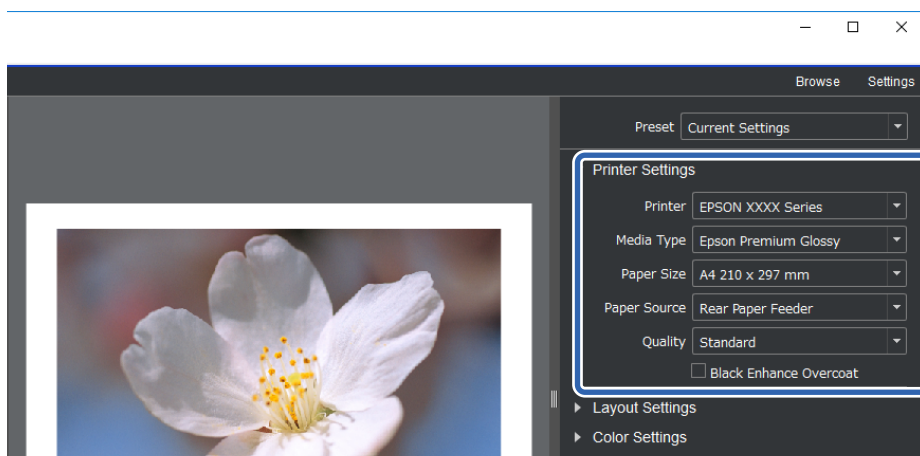 Browse Settings
Preset Current Settings
Printer Settings
Printer EPSON XXXX Series
Media Type Epson Premium Glossy
Paper Size A4 210 x 297 mm
Paper Source Rear Paper Feeder
Quality Standard
Black Enhance Overcoat
Layout Settings
Color Settings